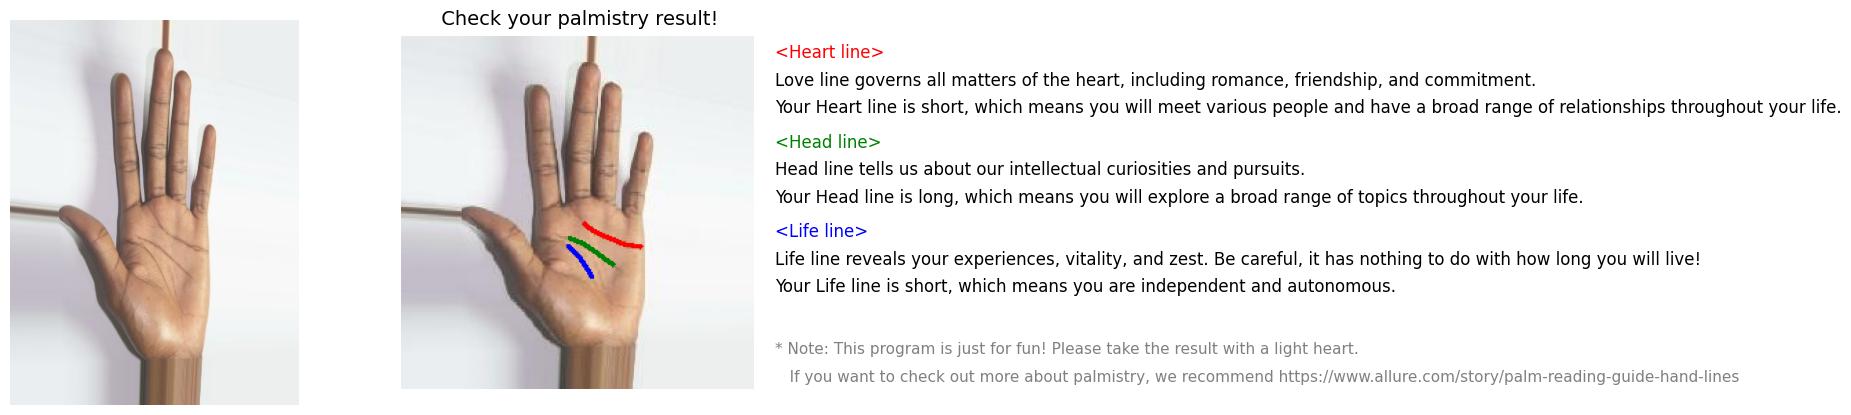 Check your palmistry result!
<Heart line>
Love line governs all matters of the heart, including romance, friendship, and commitment.
Your Heart line is short, which means you will meet various people and have a broad range of relationships throughout your life.
<Head line>
Head line tells us about our intellectual curiosities and pursuits.
Your Head line is long, which means you will explore a broad range of topics throughout your life.
<Life line>
Life line reveals your experiences, vitality, and zest. Be careful, it has nothing to do with how long you will live!
Your Life line is short, which means you are independent and autonomous.
* Note: This program is just for fun! Please take the result with a light heart.
If you want to check out more about palmistry, we recommend https://www.allure.com/story/palm-reading-guide-hand-lines